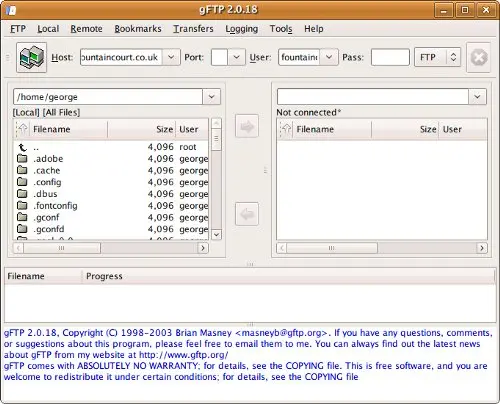 gFTP 2.0.18
FTP Local Remote Bookmarks Transfers Logging Tools Help
Host: ountaincourt.co.uk Port: User: fountain Pass: FTP
/home/george
[Local] [All Files]
Not connected*
Filename Size User
Filename Size User
.. 4,096 root
.adobe 4,096 george
.cache 4,096 george
.config 4,096 george
.dbus 4,096 george
.fontconfig 4,096 george
.gconf 4,096 george
.gconfd 4,096 george
Filename Progress
gFTP 2.0.18, Copyright (C) 1998-2003 Brian Masney <masneyb@gftp.org>. If you have any questions, comments,
or suggestions about this program, please feel free to email them to me. You can always find out the latest news
about gFTP from my website at http://www.gftp.org/
gFTP comes with ABSOLUTELY NO WARRANTY; for details, see the COPYING file. This is free software, and you are
welcome to redistribute it under certain conditions; for details, see the COPYING file